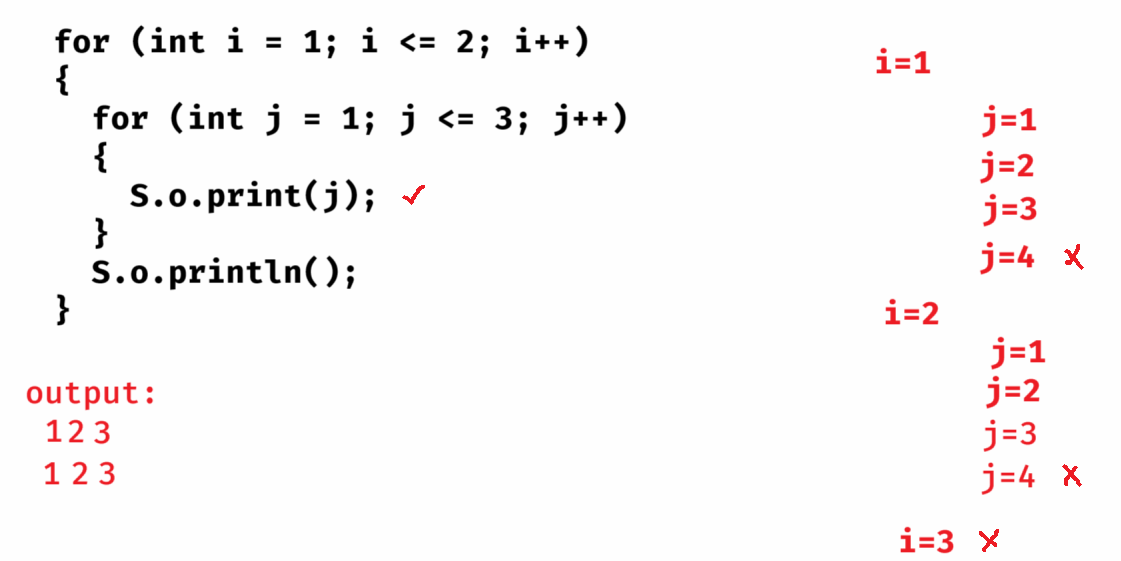 for (int i = 1; i <= 2; i++)
{
for (int j = 1; j <= 3; j++)
{
S.o.print(j); ✓
}
S.o.println();
}
output:
1 2 3
1 2 3
i=1
j=1
j=2
j=3
j=4 x
i=2
j=1
j=2
j=3
j=4 x
i=3 x